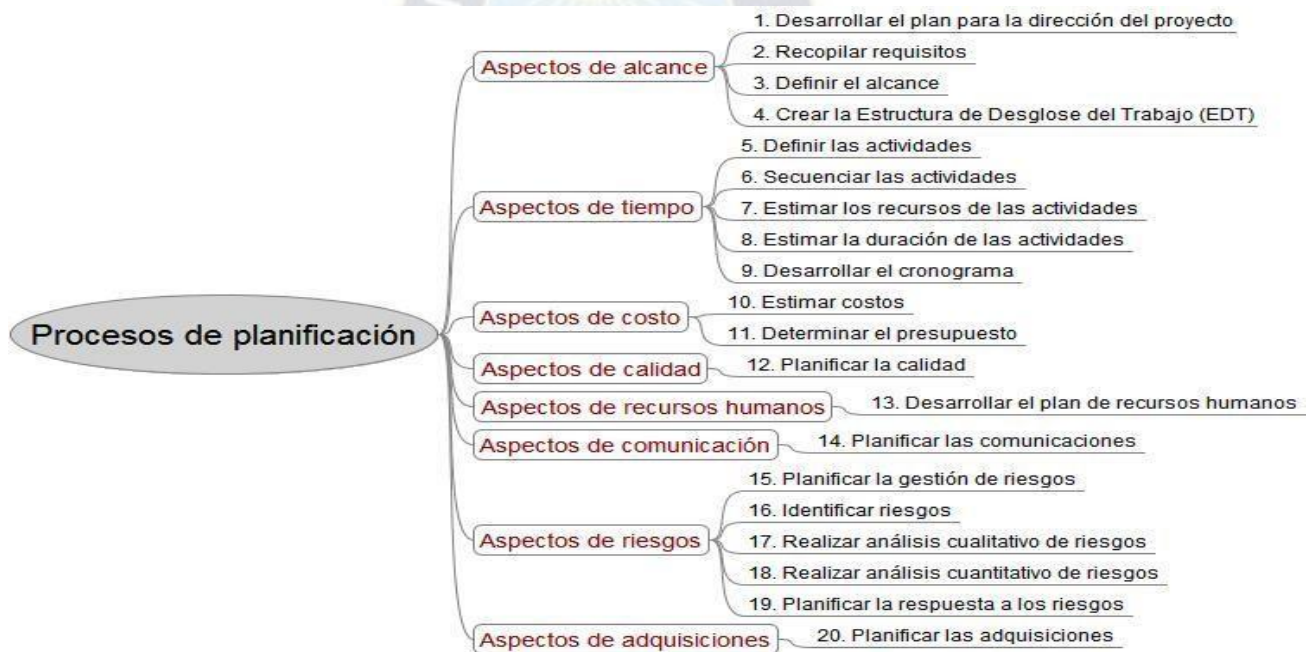 Procesos de planificación
Aspectos de alcance
1. Desarrollar el plan para la dirección del proyecto
2. Recopilar requisitos
3. Definir el alcance
4. Crear la Estructura de Desglose del Trabajo (EDT)
Aspectos de tiempo
5. Definir las actividades
6. Secuenciar las actividades
7. Estimar los recursos de las actividades
8. Estimar la duración de las actividades
9. Desarrollar el cronograma
Aspectos de costo
10. Estimar costos
11. Determinar el presupuesto
Aspectos de calidad
12. Planificar la calidad
Aspectos de recursos humanos
13. Desarrollar el plan de recursos humanos
Aspectos de comunicación
14. Planificar las comunicaciones
Aspectos de riesgos
15. Planificar la gestión de riesgos
16. Identificar riesgos
17. Realizar análisis cualitativo de riesgos
18. Realizar análisis cuantitativo de riesgos
19. Planificar la respuesta a los riesgos
Aspectos de adquisiciones
20. Planificar las adquisiciones